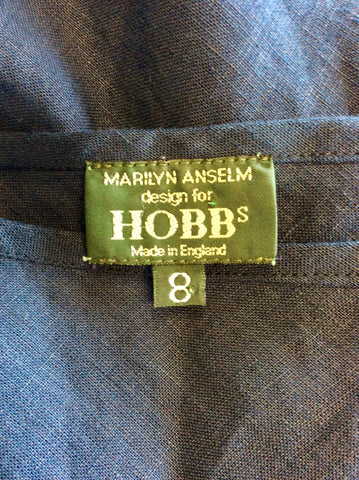 MARILYN ANSELM
design for
HOBBS
Made in England
8